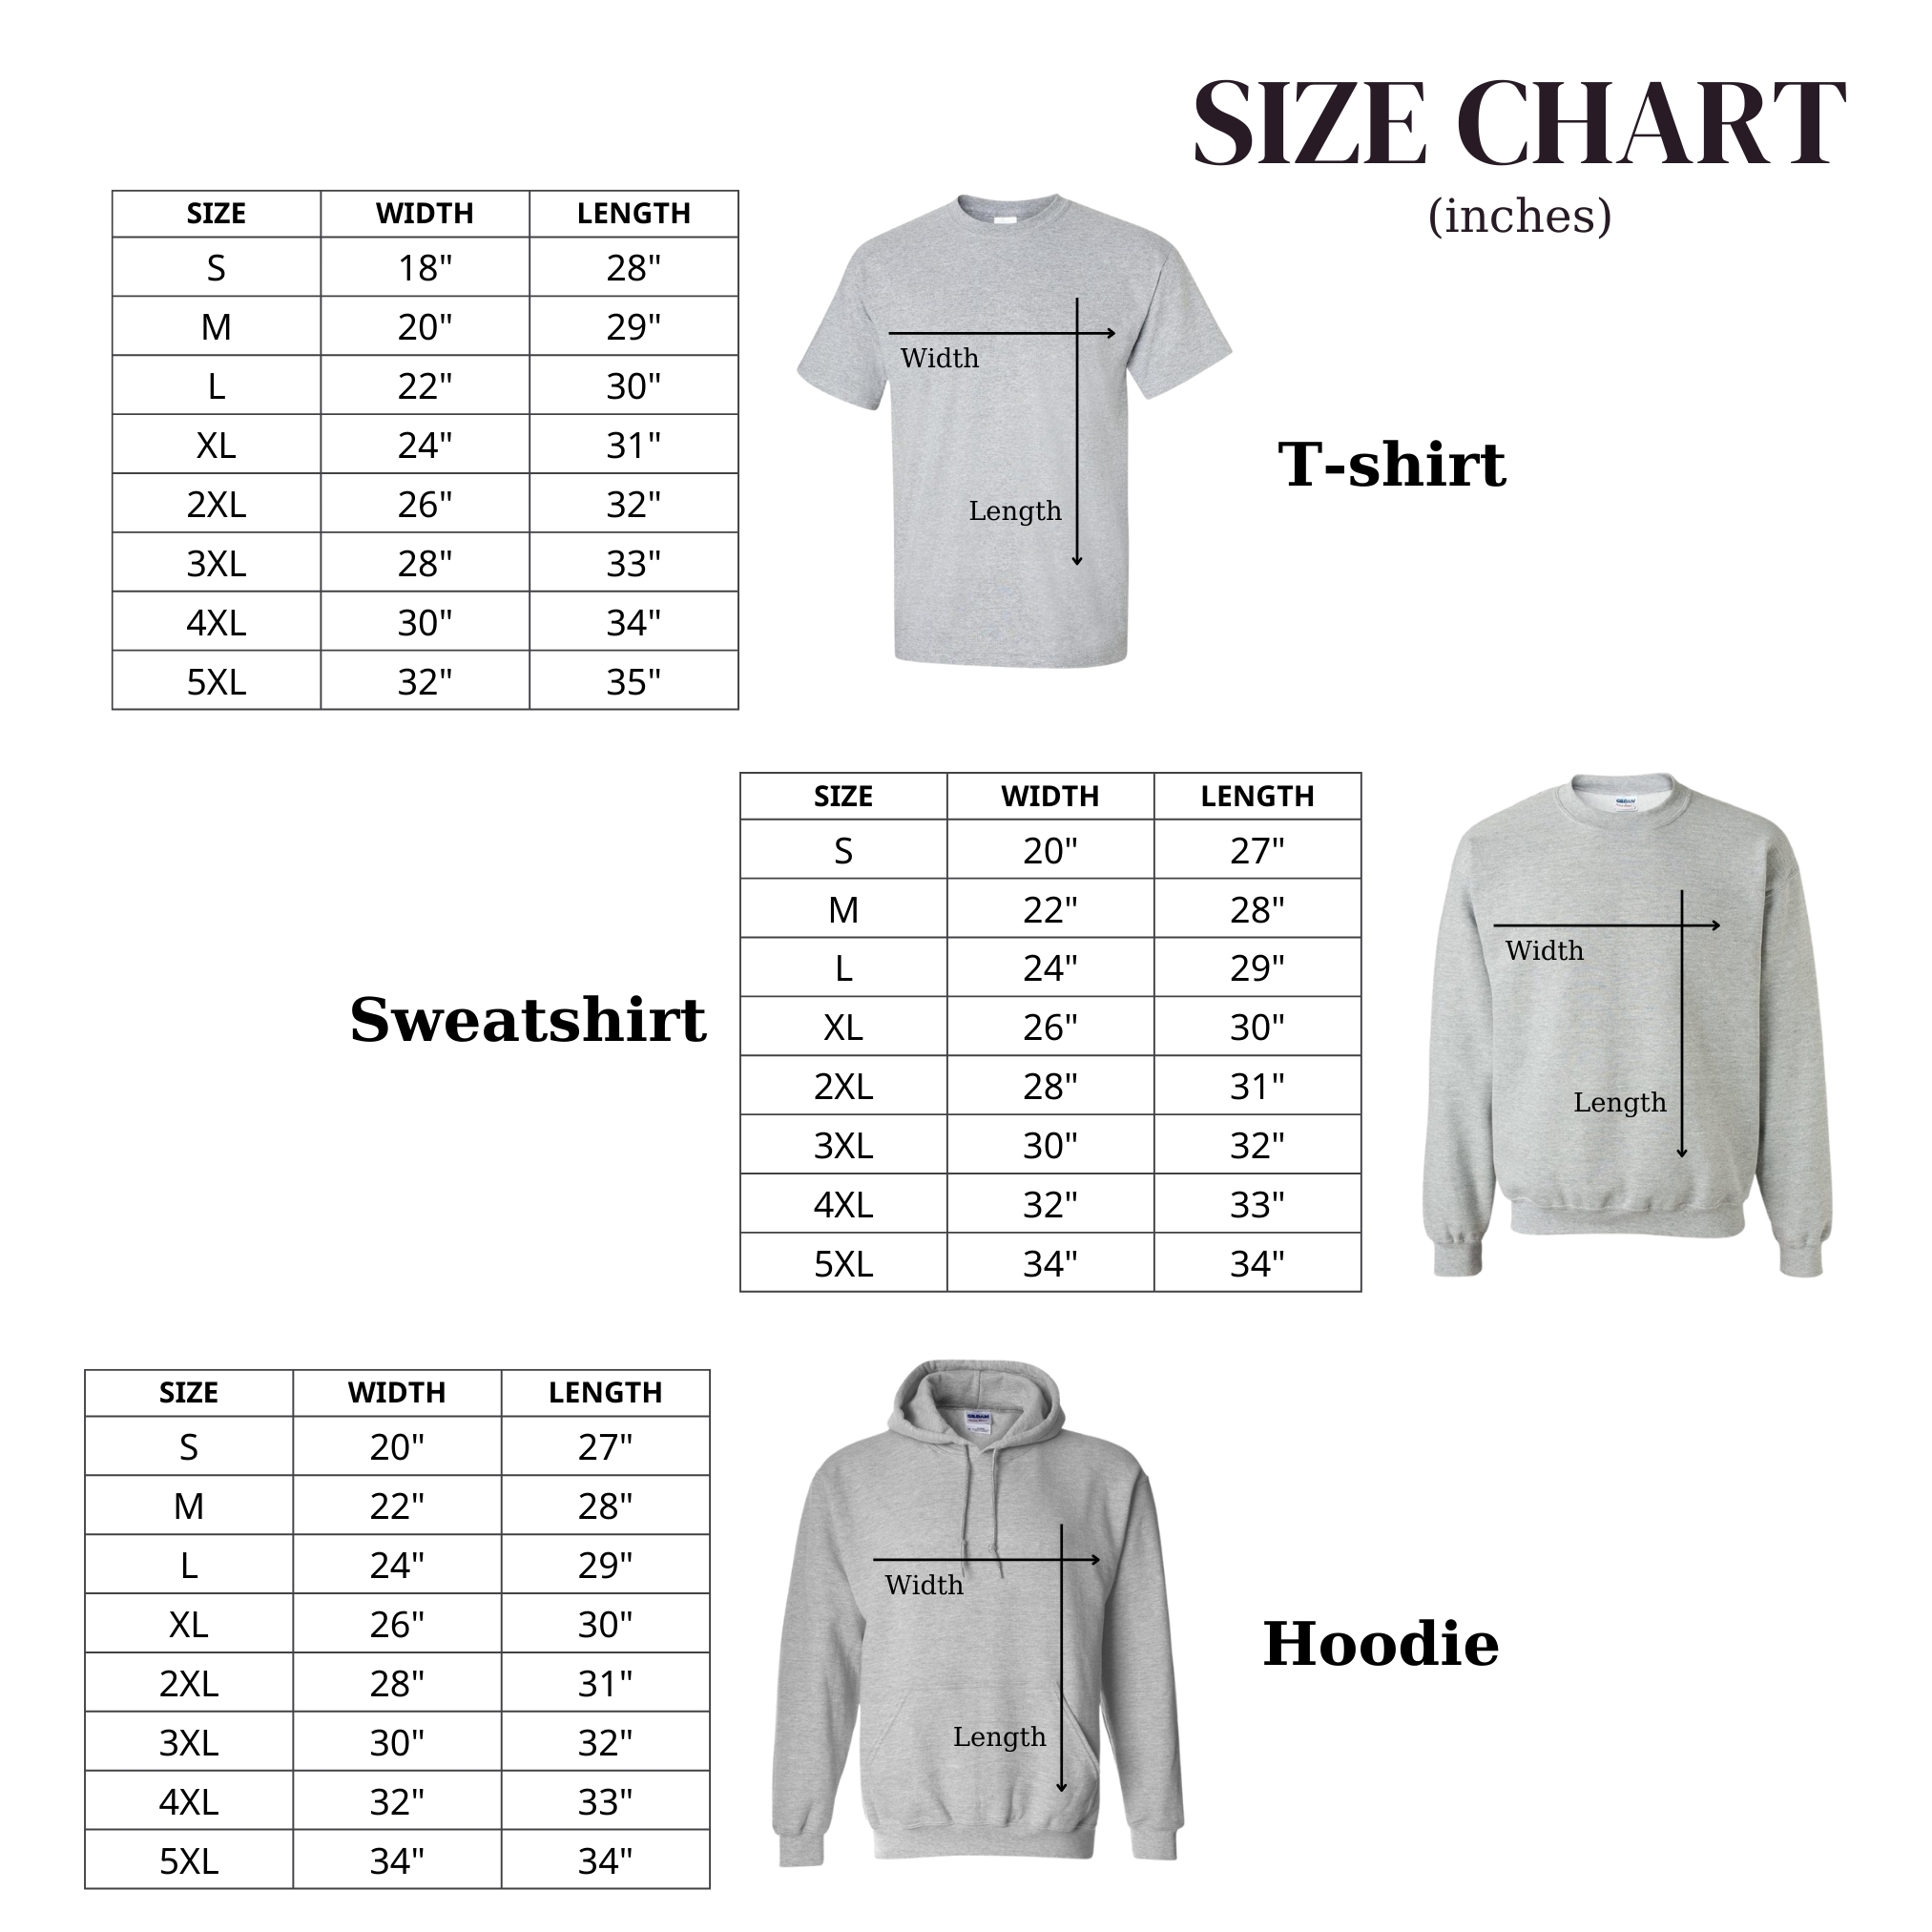 SIZE CHART
(inches)
SIZE WIDTH LENGTH
S 18" 28"
M 20" 29"
L 22" 30"
XL 24" 31"
2XL 26" 32"
3XL 28" 33"
4XL 30" 34"
5XL 32" 35"
Width
Length
T-shirt
Sweatshirt
SIZE WIDTH LENGTH
S 20" 27"
M 22" 28"
L 24" 29"
XL 26" 30"
2XL 28" 31"
3XL 30" 32"
4XL 32" 33"
5XL 34" 34"
Width
Length
SIZE WIDTH LENGTH
S 20" 27"
M 22" 28"
L 24" 29"
XL 26" 30"
2XL 28" 31"
3XL 30" 32"
4XL 32" 33"
5XL 34" 34"
Width
Length
Hoodie